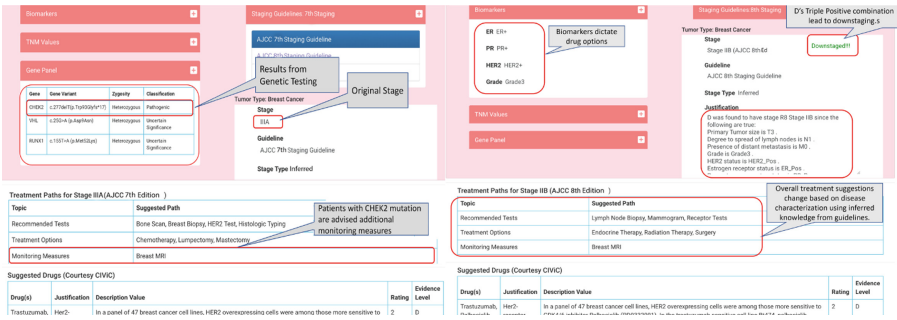 Biomarkers +
TNM Values +
Gene Panel +
Gene Gene Variant Zygosity Classification
CHEK2 c.277delT(p.Trp93Glyfs*17) Heterozygous Pathogenic
VHL Heterozygous Uncertain Significance
RUNX1 Heterozygous Uncertain Significance
Results from Genetic Testing
Staging Guidelines 7th Staging +
AJCC 7th Staging Guideline
AJCC 8th Staging Guideline
Original Stage
Tumor Type: Breast Cancer
Stage
IIIA
Guideline
AJCC 7th Staging Guideline
Stage Type Inferred
Treatment Paths for Stage IIIA(AJCC 7th Edition )
Topic Suggested Path
Recommended Tests Bone Scan, Breast Biopsy, HER2 Test, Histologic Typing
Treatment Options Chemotherapy, Lumpectomy, Mastectomy
Monitoring Measures Breast MRI
Patients with CHEK2 mutation are advised additional monitoring measures
Suggested Drugs (Courtesy CIViC)
Drug(s) Justification Description Value Rating Evidence Level
Trastuzumab, Her2- In a panel of 47 breast cancer cell lines, HER2 overexpressing cells were among those more sensitive to 2 D
Biomarkers +
ER ER+
PR PR+
HER2 HER2+
Grade Grade3
Biomarkers dictate drug options
TNM Values +
Gene Panel +
Staging Guidelines 8th Staging
D's Triple Positive combination lead to downstaging.s
Tumor Type: Breast Cancer
Stage
Stage IIB (AJCC 8th Ed
Downstaged!!!
Guideline
AJCC 8th Staging Guideline
Stage Type Inferred
Justification
D was found to have stage R8 Stage IIB since the
following are true:
Primary Tumor size is T3 .
Degree to spread of lymph nodes is N1 .
Presence of distant metastasis is M0 .
Grade is Grade3 .
HER2 status is HER2_Pos .
Estrogen receptor status is ER_Pos .
Treatment Paths for Stage IIB (AJCC 8th Edition )
Topic Suggested Path
Recommended Tests Lymph Node Biopsy, Mammogram, Receptor Tests
Treatment Options Endocrine Therapy, Radiation Therapy, Surgery
Monitoring Measures Breast MRI
Overall treatment suggestions change based on disease characterization using inferred knowledge from guidelines.
Suggested Drugs (Courtesy CIViC)
Drug(s) Justification Description Value Rating Evidence Level
Trastuzumab, Her2- In a panel of 47 breast cancer cell lines, HER2 overexpressing cells were among those more sensitive to 2 D